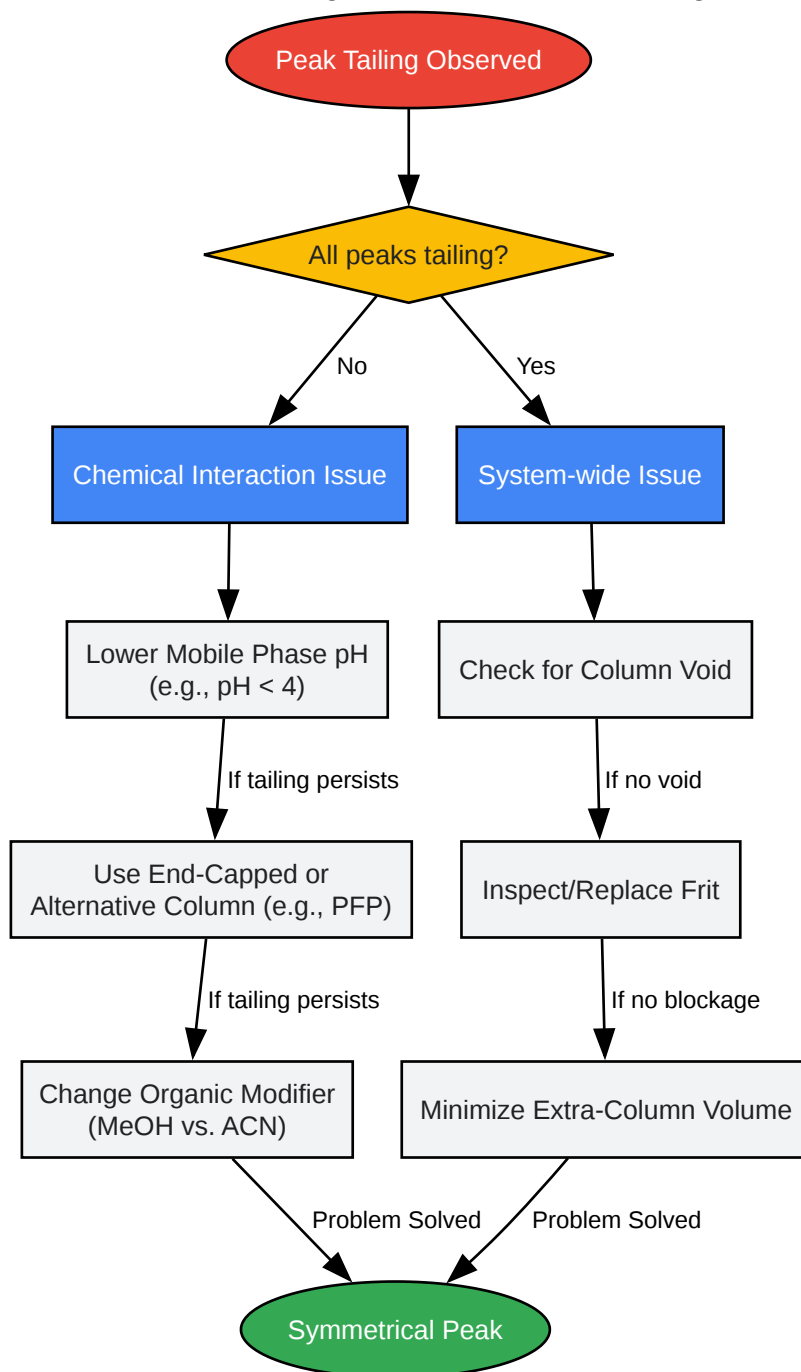 Peak Tailing Observed
All peaks tailing?
No
Yes
Chemical Interaction Issue
System-wide Issue
Lower Mobile Phase pH
(e.g., pH < 4)
Check for Column Void
If tailing persists
If no void
Use End-Capped or
Alternative Column (e.g., PFP)
Inspect/Replace Frit
If tailing persists
If no blockage
Change Organic Modifier
(MeOH vs. ACN)
Minimize Extra-Column Volume
Problem Solved
Problem Solved
Symmetrical Peak